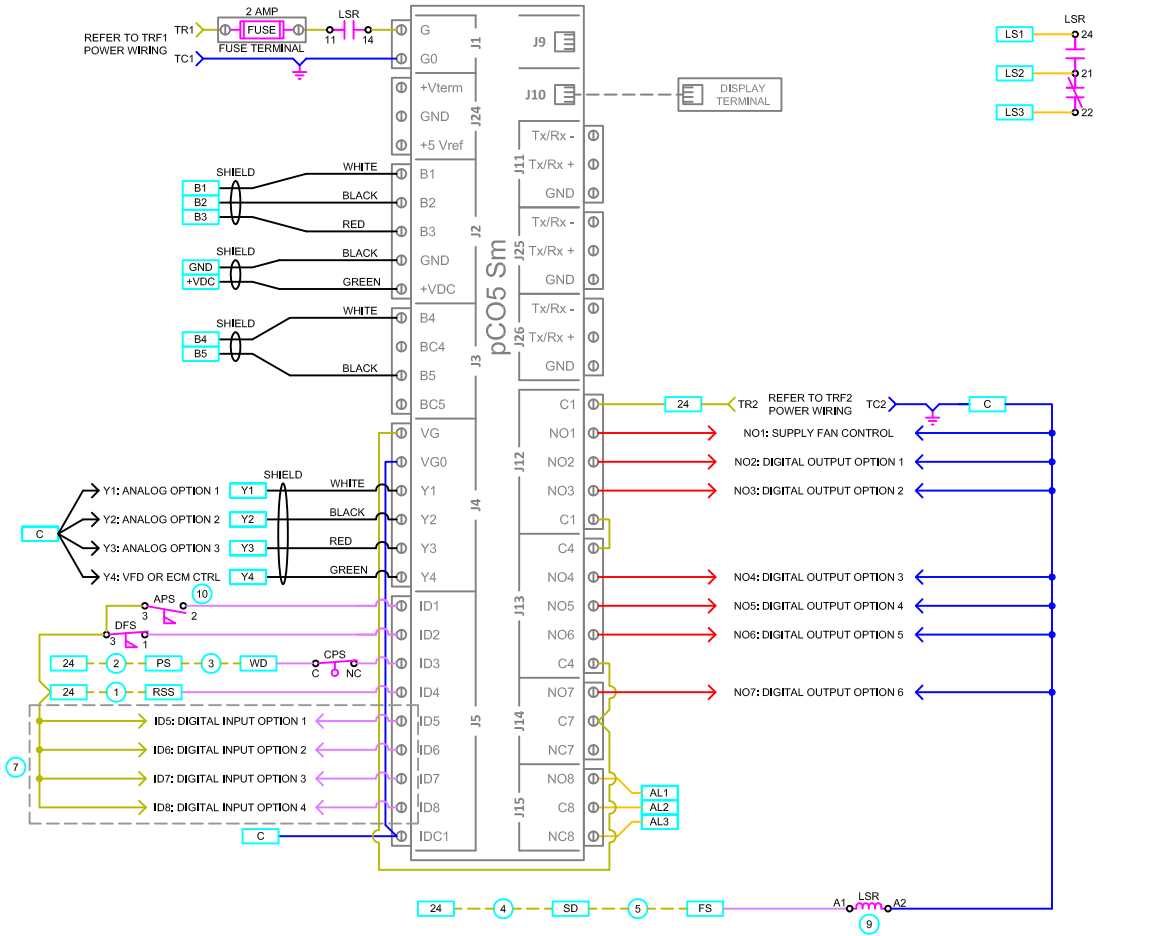 2 AMP
LSR
TR1
FUSE
11
14
G
REFER TO TRF1
POWER WIRING
FUSE TERMINAL
TC1
G0
J1
J9
J10
DISPLAY
TERMINAL
LSR
LS1
24
LS2
21
LS3
22
+Vterm
GND
+5 Vref
J24
Tx/Rx -
Tx/Rx +
GND
J11
SHIELD
WHITE
B1
B1
B2
BLACK
B2
B3
RED
B3
J2
Tx/Rx -
Tx/Rx +
GND
J25
SHIELD
BLACK
GND
GND
+VDC
GREEN
+VDC
pCO5 Sm
Tx/Rx -
Tx/Rx +
GND
J26
SHIELD
WHITE
B4
B4
BC4
B5
BLACK
B5
BC5
J3
C1
24
TR2
REFER TO TRF2
POWER WIRING
TC2
C
VG
VG0
NO1
NO1: SUPPLY FAN CONTROL
NO2
NO2: DIGITAL OUTPUT OPTION 1
NO3
NO3: DIGITAL OUTPUT OPTION 2
C1
J12
SHIELD
Y1: ANALOG OPTION 1
Y1
WHITE
Y1
Y2: ANALOG OPTION 2
Y2
BLACK
Y2
C
Y3: ANALOG OPTION 3
Y3
RED
Y3
Y4: VFD OR ECM CTRL
Y4
GREEN
Y4
J4
C4
NO4
NO4: DIGITAL OUTPUT OPTION 3
NO5
NO5: DIGITAL OUTPUT OPTION 4
NO6
NO6: DIGITAL OUTPUT OPTION 5
C4
J13
10
APS
3
2
ID1
DFS
3
1
ID2
24
2
PS
3
WD
CPS
C
NC
ID3
24
1
RSS
ID4
7
ID5: DIGITAL INPUT OPTION 1
ID5
ID6: DIGITAL INPUT OPTION 2
ID6
ID7: DIGITAL INPUT OPTION 3
ID7
ID8: DIGITAL INPUT OPTION 4
ID8
C
IDC1
J5
NO7
NO7: DIGITAL OUTPUT OPTION 6
C7
NC7
J14
NO8
C8
NC8
J15
AL1
AL2
AL3
24
4
SD
5
FS
A1
LSR
A2
9